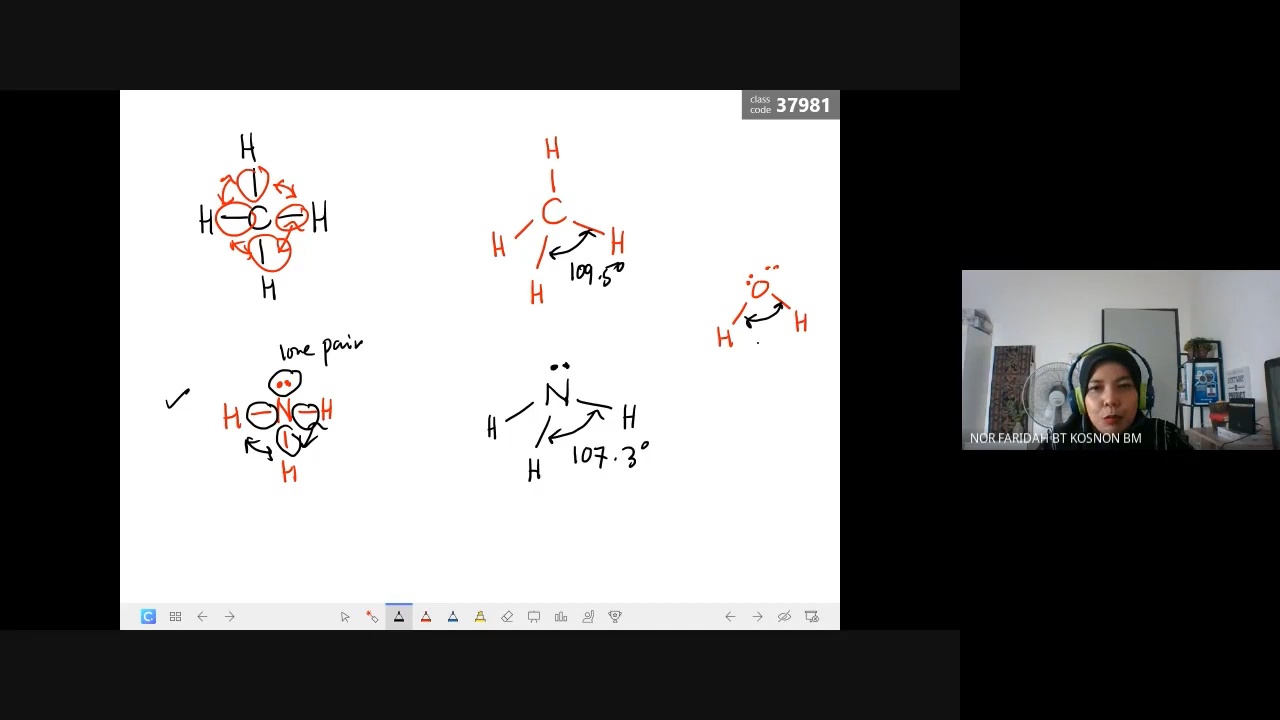 class
code 37981
H
H C H
H
H
C
H H
H
109.5°
O
H H
lone pair
H N H
H
N
H H
H
107.3°
NOR FARIDAH BT KOSNON BM